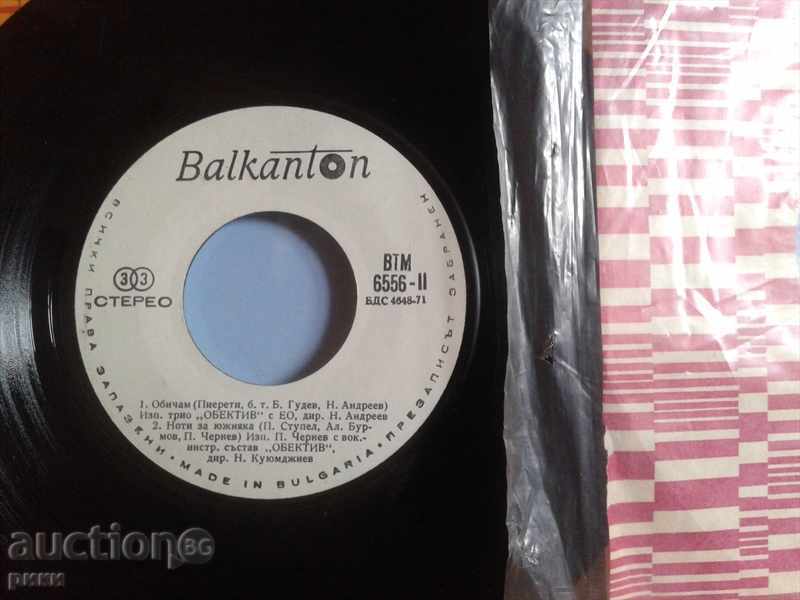 Balkanton
ВСИЧКИ ПРАВА ЗАПАЗЕНИ • MADE IN BULGARIA • ПРЕЗАПИСЪТ ЗАБРАНЕН
33
СТЕРЕО
ВТМ
6556-II
БДС 4648-71
1. Обичам (Пиерети, б. т. Б. Гудев, Н. Андреев)
Изп. трио „ОБЕКТИВ" с ЕО, дир. Н. Андреев
2. Ноти за южняка (П. Ступел, Ал. Бур-
мов, П. Чернев) Изп. П. Чернев с вок.-
инстр. състав „ОБЕКТИВ",
дир. Н. Куюмджиев
auction BG
рики